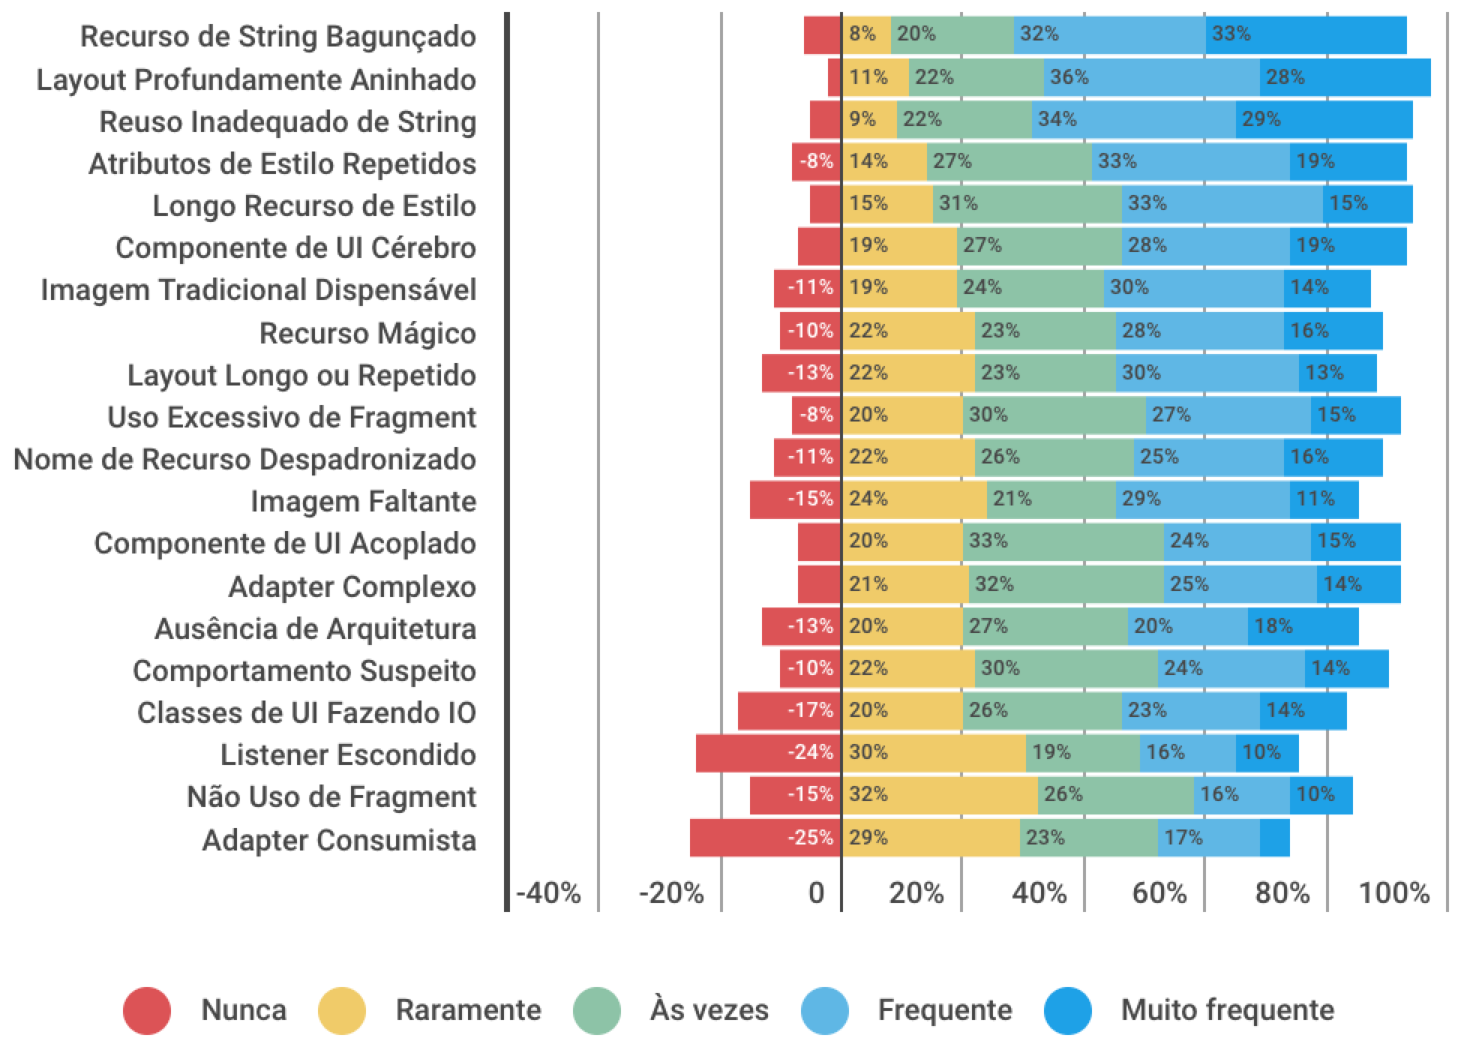 Recurso de String Bagunçado 8% 20% 32% 33%
Layout Profundamente Aninhado 11% 22% 36% 28%
Reuso Inadequado de String 9% 22% 34% 29%
Atributos de Estilo Repetidos -8% 14% 27% 33% 19%
Longo Recurso de Estilo 15% 31% 33% 15%
Componente de UI Cérebro 19% 27% 28% 19%
Imagem Tradicional Dispensável -11% 19% 24% 30% 14%
Recurso Mágico -10% 22% 23% 28% 16%
Layout Longo ou Repetido -13% 22% 23% 30% 13%
Uso Excessivo de Fragment -8% 20% 30% 27% 15%
Nome de Recurso Despadronizado -11% 22% 26% 25% 16%
Imagem Faltante -15% 24% 21% 29% 11%
Componente de UI Acoplado 20% 33% 24% 15%
Adapter Complexo 21% 32% 25% 14%
Ausência de Arquitetura -13% 20% 27% 20% 18%
Comportamento Suspeito -10% 22% 30% 24% 14%
Classes de UI Fazendo IO -17% 20% 26% 23% 14%
Listener Escondido -24% 30% 19% 16% 10%
Não Uso de Fragment -15% 32% 26% 16% 10%
Adapter Consumista -25% 29% 23% 17%
-40% -20% 0 20% 40% 60% 80% 100%
Nunca Raramente Às vezes Frequente Muito frequente